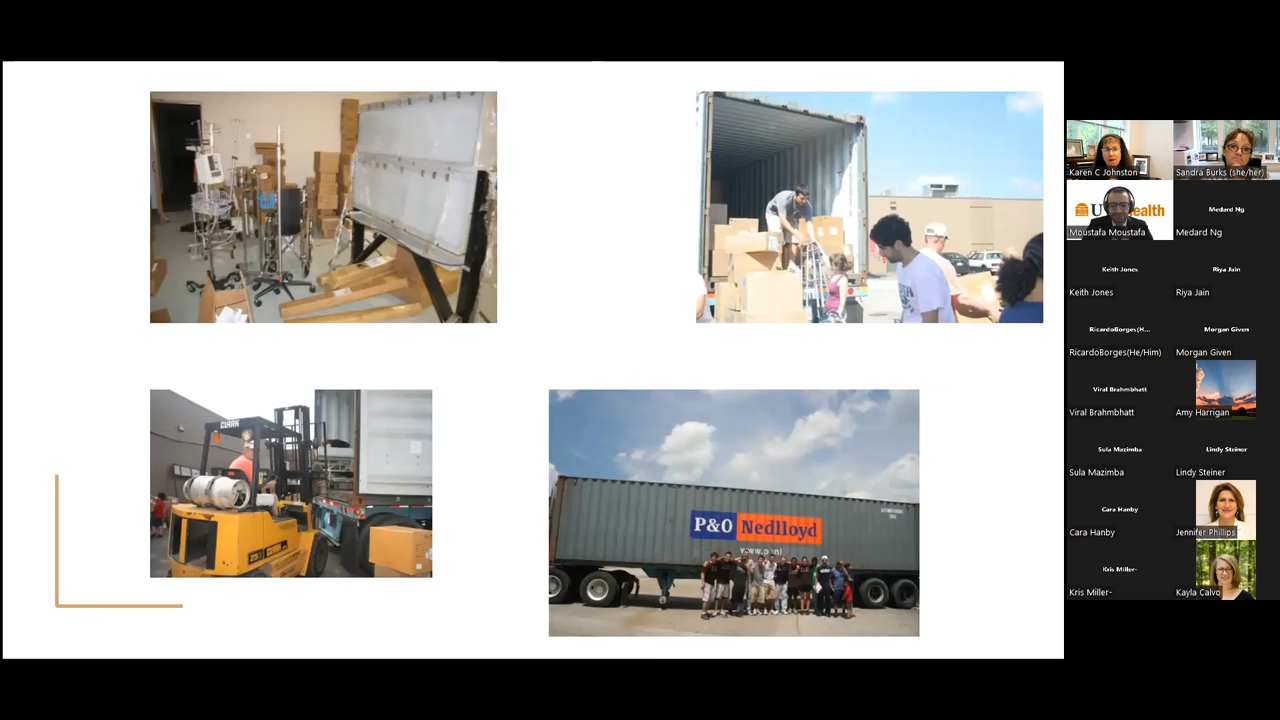 CLARK
P&O Nedlloyd
www.ponl
Karen C Johnston
Sandra Burks (she/her)
Health
Moustafa Moustafa
Medard Ng
Medard Ng
Keith Jones
Riya Jain
Keith Jones
Riya Jain
RicardoBorges(H...
Morgan Given
RicardoBorges(He/Him)
Morgan Given
Viral Brahmbhatt
Viral Brahmbhatt
Amy Harrigan
Sula Mazimba
Lindy Steiner
Sula Mazimba
Lindy Steiner
Cara Hanby
Cara Hanby
Jennifer Phillips
Kris Miller-
Kris Miller-
Kayla Calvo